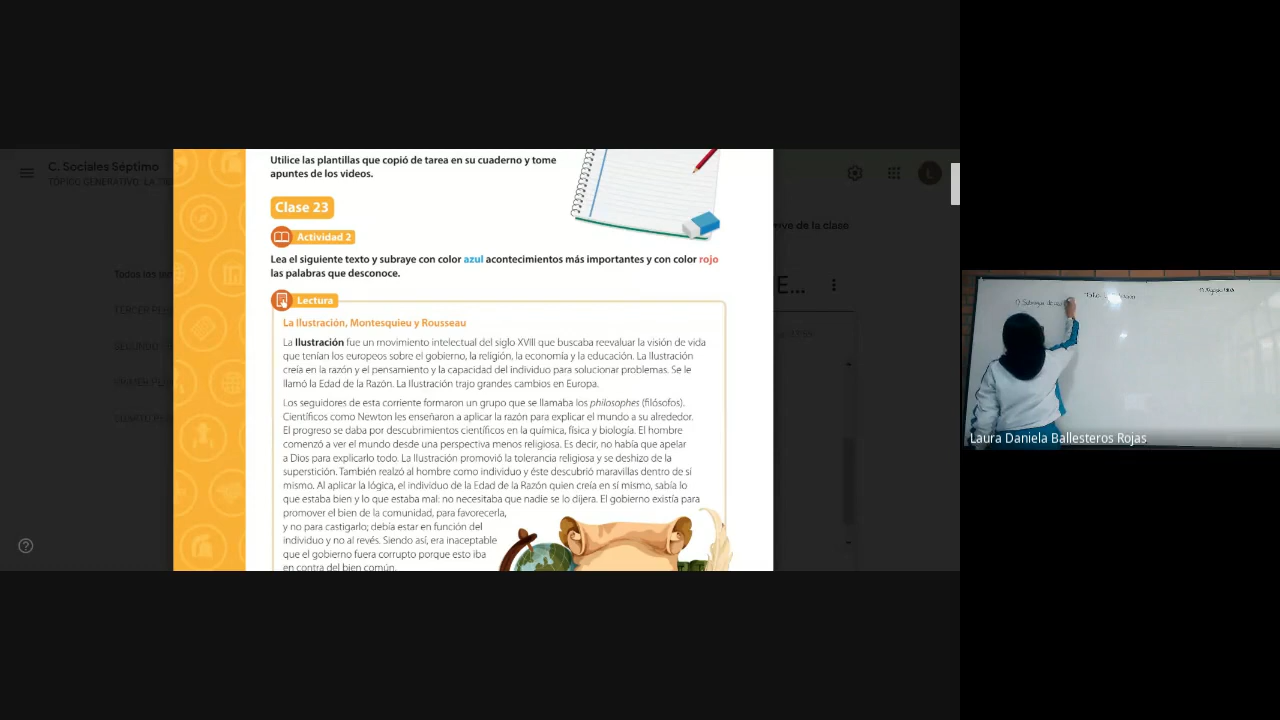 C. Sociales Séptimo
Utilice las plantillas que copió de tarea en su cuaderno y tome
apuntes de los videos.
Clase 23
Actividad 2
Lea el siguiente texto y subraye con color azul acontecimientos más importantes y con color rojo
las palabras que desconoce.
Lectura
La Ilustración, Montesquieu y Rousseau
La Ilustración fue un movimiento intelectual del siglo XVIII que buscaba reevaluar la visión de vida
que tenían los europeos sobre el gobierno, la religión, la economía y la educación. La Ilustración
creía en la razón y el pensamiento y la capacidad del individuo para solucionar problemas. Se le
llamó la Edad de la Razón. La Ilustración trajo grandes cambios en Europa.
Los seguidores de esta corriente formaron un grupo que se llamaba los philosophes (filósofos).
Científicos como Newton les enseñaron a aplicar la razón para explicar el mundo a su alrededor.
El progreso se daba por descubrimientos científicos en la química, física y biología. El hombre
comenzó a ver el mundo desde una perspectiva menos religiosa. Es decir, no había que apelar
a Dios para explicarlo todo. La Ilustración promovió la tolerancia religiosa y se deshizo de la
superstición. También realzó al hombre como individuo y éste descubrió maravillas dentro de sí
mismo. Al aplicar la lógica, el individuo de la Edad de la Razón quien creía en sí mismo, sabía lo
que estaba bien y lo que estaba mal: no necesitaba que nadie se lo dijera. El gobierno existía para
promover el bien de la comunidad, para favorecerla,
y no para castigarlo; debía estar en función del
individuo y no al revés. Siendo así, era inaceptable
que el gobierno fuera corrupto porque esto iba
en contra del bien común.
TÓPICO GENERATIVO: LA
de la clase
Todos los
E...
L
Laura Daniela Ballesteros Rojas